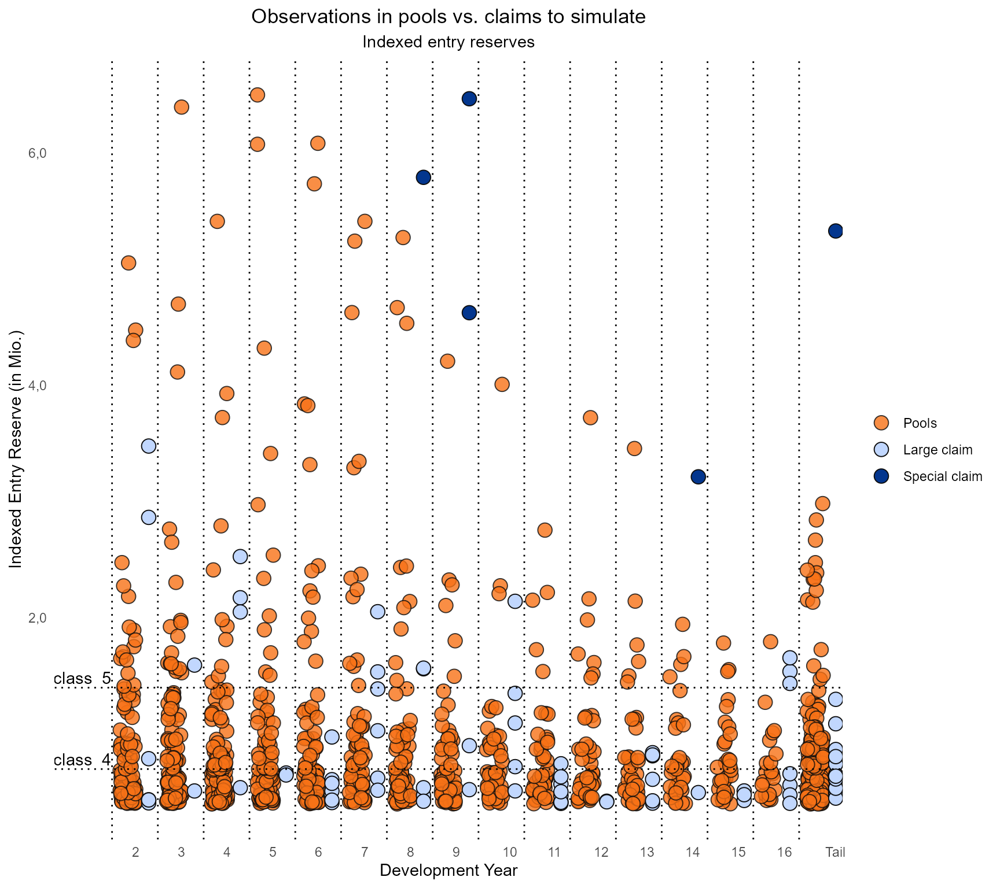 Observations in pools vs. claims to simulate
Indexed entry reserves
Indexed Entry Reserve (in Mio.)
6,0
4,0
2,0
class 5
class 4
Pools
Large claim
Special claim
2 3 4 5 6 7 8 9 10 11 12 13 14 15 16 Tail
Development Year